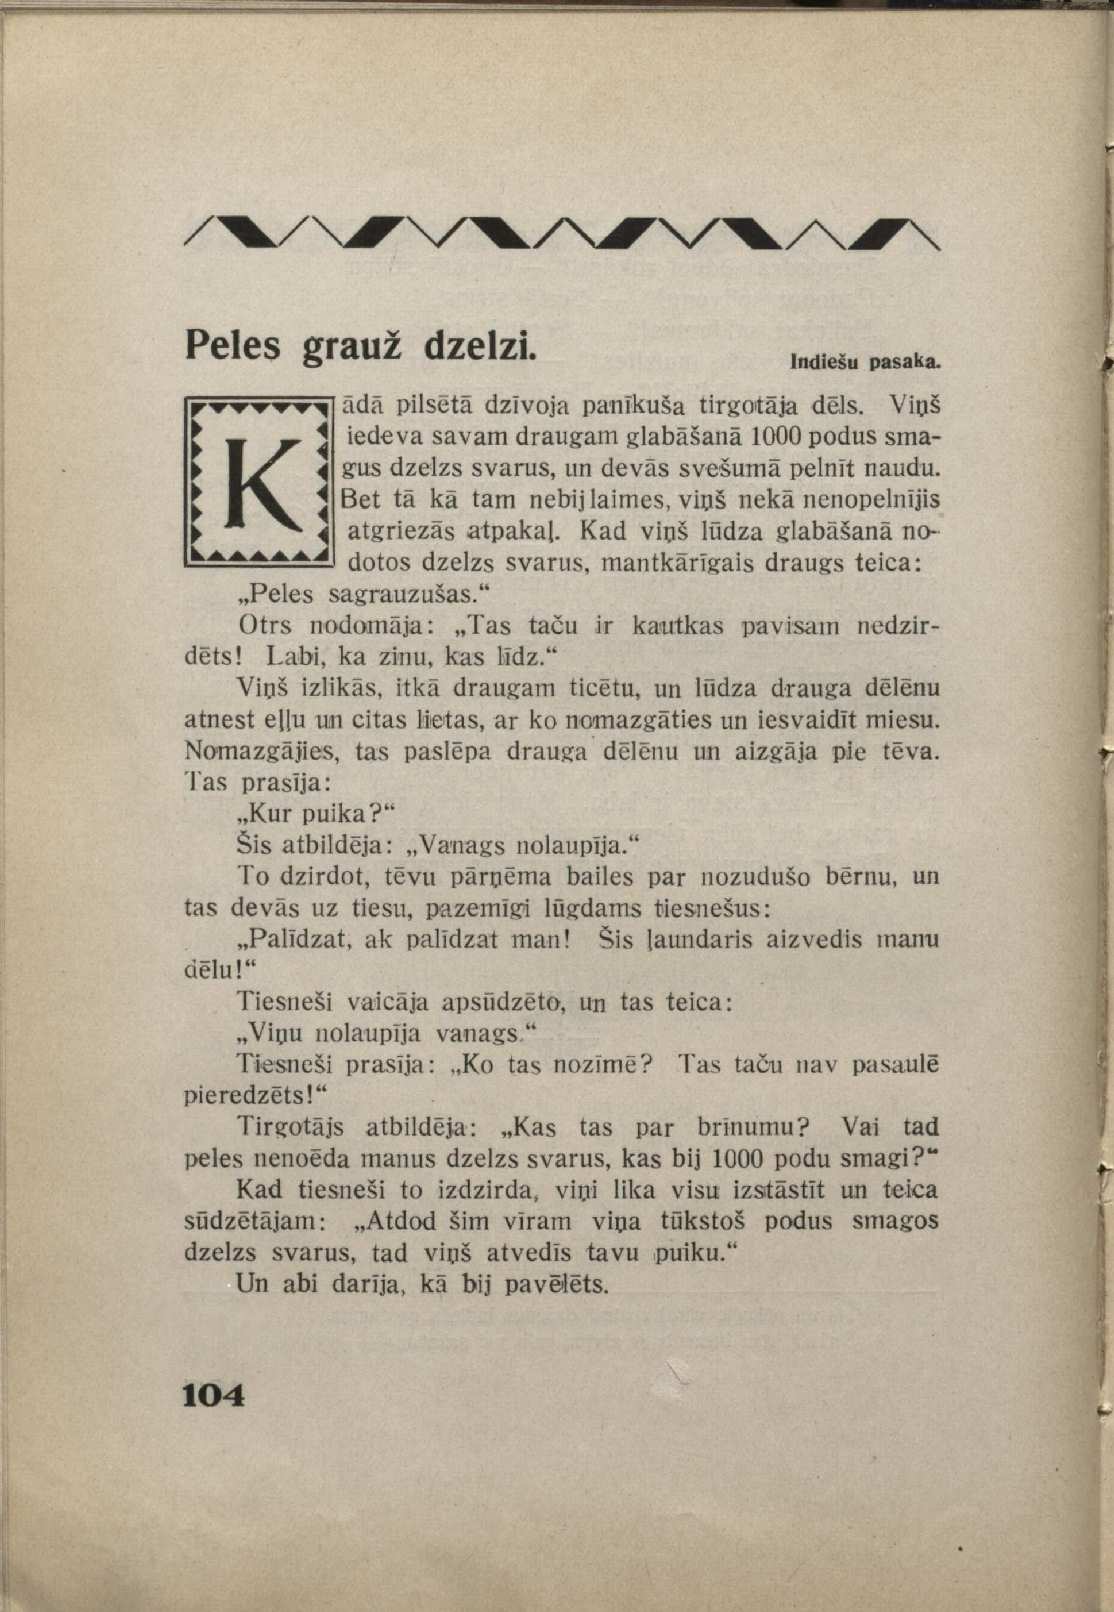 Peles grauž dzelzi.
Indiešu pasaka.
Kādā pilsētā dzīvoja panīkuša tirgotāja dēls. Viņš
iedeva savam draugam glabāšanā 1000 podus sma-
gus dzelzs svarus, un devās svešumā pelnīt naudu.
Bet tā kā tam nebij laimes, viņš nekā nenopelnījis
atgriezās atpakaļ. Kad viņš lūdza glabāšanā no-
dotos dzelzs svarus, mantkārīgais draugs teica:
„Peles sagrauzušas.“
Otrs nodomāja: „Tas taču ir kautkas pavisam nedzir-
dēts! Labi, ka zinu, kas līdz.“
Viņš izlikās, itkā draugam ticētu, un lūdza drauga dēlēnu
atnest eļļu un citas lietas, ar ko nomazgāties un iesvaidīt miesu.
Nomazgājies, tas paslēpa drauga dēlēnu un aizgāja pie tēva.
Tas prasīja:
„Kur puika?“
Šis atbildēja: „Vanags nolaupīja.“
To dzirdot, tēvu pārņēma bailes par nozudušo bērnu, un
tas devās uz tiesu, pazemīgi lūgdams tiesnešus:
„Palīdzat, ak palīdzat man! Šis ļaundaris aizvedis manu
dēlu!“
Tiesneši vaicāja apsūdzēto, un tas teica:
„Viņu nolaupīja vanags.“
Tiesneši prasīja: „Ko tas nozīmē? Tas taču nav pasaulē
pieredzēts!“
Tirgotājs atbildēja: „Kas tas par brīnumu? Vai tad
peles nenoēda manus dzelzs svarus, kas bij 1000 podu smagi?“
Kad tiesneši to izdzirda, viņi lika visu izstāstīt un teica
sūdzētājam: „Atdod šim vīram viņa tūkstoš podus smagos
dzelzs svarus, tad viņš atvedīs tavu puiku.“
Un abi darīja, kā bij pavēlēts.
104